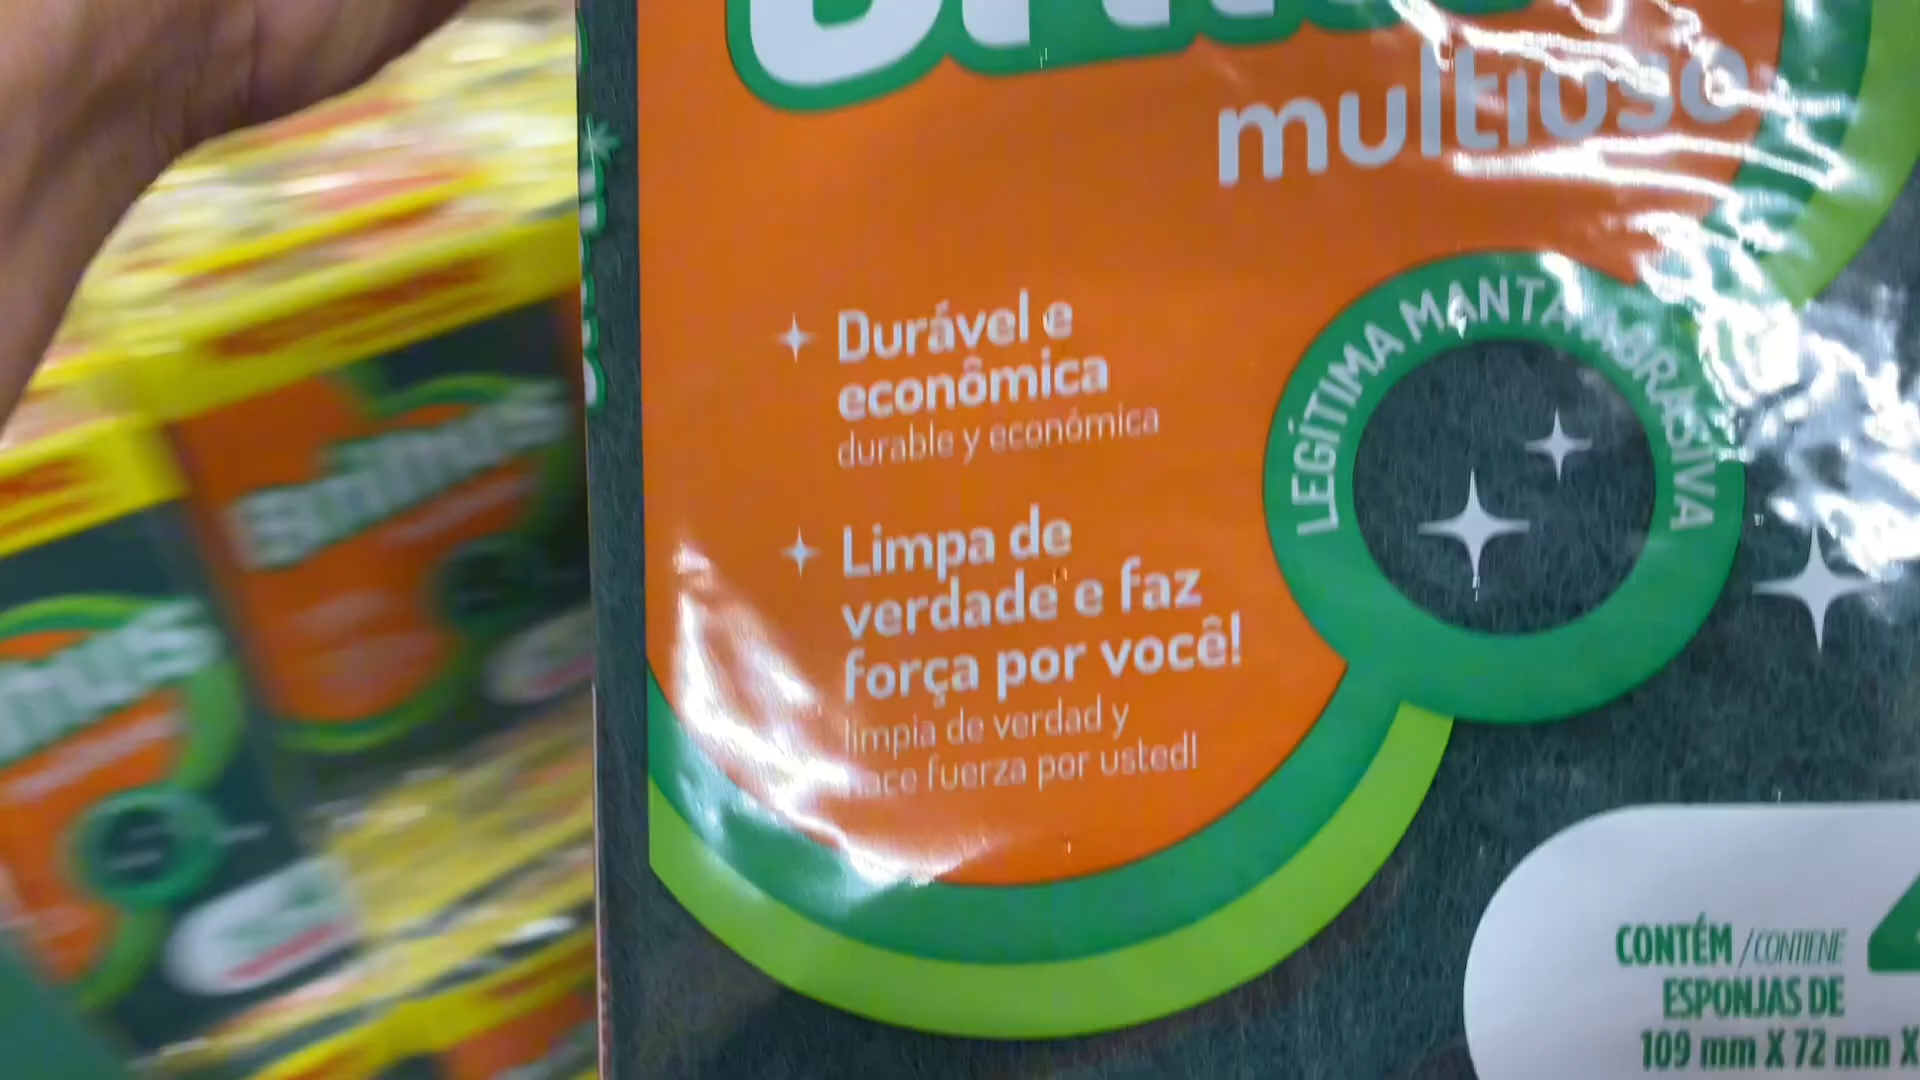 multiuso
Durável e
econômica
durable y económica
Limpa de
verdade e faz
força por você!
limpia de verdad y
hace fuerza por usted!
LEGÍTIMA MANTA ABRASIVA
CONTÉM / CONTIENE
ESPONJAS DE
109 mm X 72 mm X